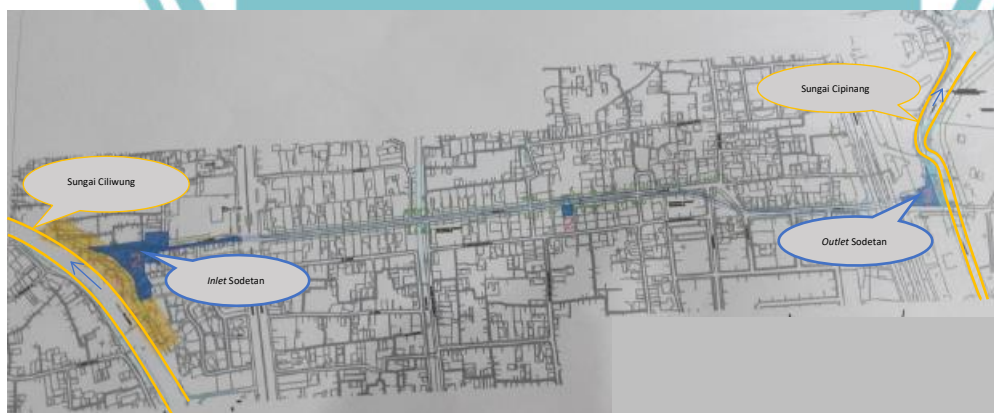 Sungai Cipinang
Sungai Ciliwung
Outlet Sodetan
Inlet Sodetan